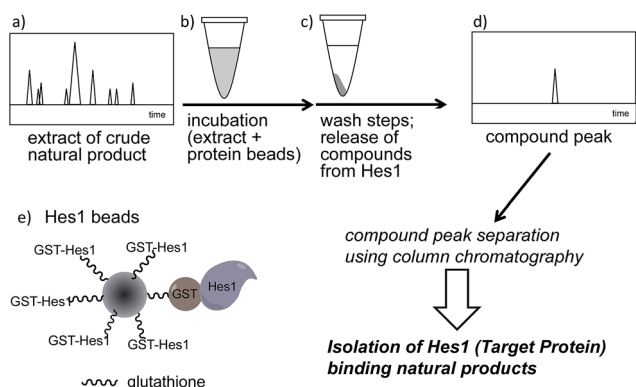 a)
b)
c)
d)
time
time
extract of crude
natural product
incubation
(extract +
protein beads)
wash steps;
release of
compounds
from Hes1
compound peak
e) Hes1 beads
GST-Hes1
GST-Hes1
GST-Hes1
GST
Hes1
GST-Hes1
GST-Hes1
glutathione
compound peak separation
using column chromatography
Isolation of Hes1 (Target Protein)
binding natural products